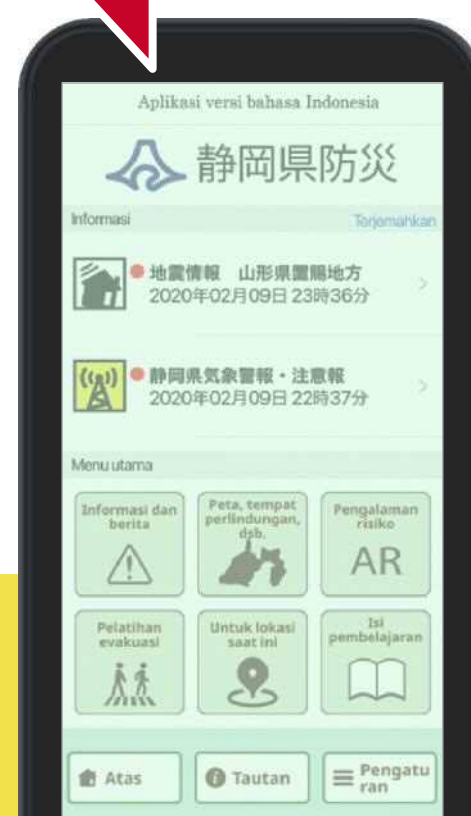 Aplikasi versi bahasa Indonesia
静岡県防災
Informasi
Terjemahkan
地震情報 山形県置賜地方
2020年02月09日 23時36分
静岡県気象警報・注意報
2020年02月09日 22時37分
Menu utama
Informasi dan
berita
Peta, tempat
perlindungan,
dsb.
Pengalaman
risiko
AR
Pelatihan
evakuasi
Untuk lokasi
saat ini
Isi
pembelajaran
Atas
Tautan
Pengatu
ran